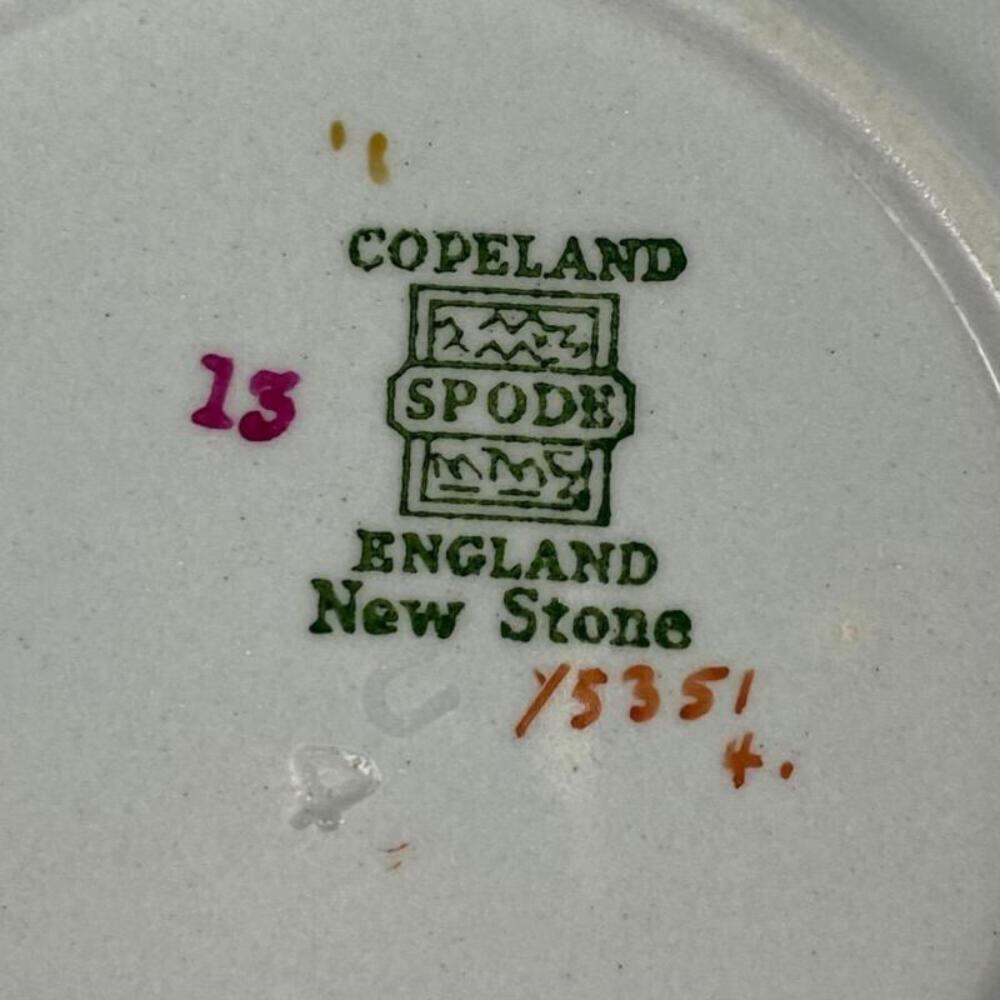 COPELAND
13
SPODE
ENGLAND
New Stone
Y5351
4.